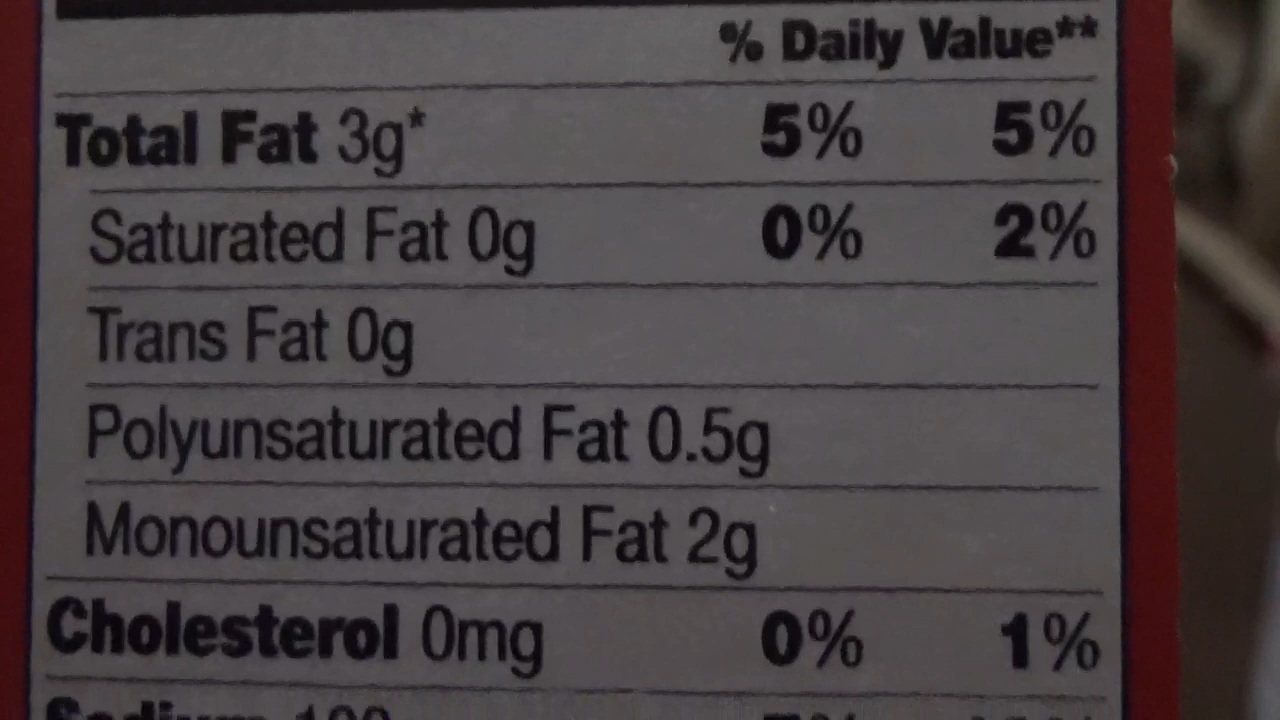 % Daily Value**
Total Fat 3g* 5% 5%
Saturated Fat 0g 0% 2%
Trans Fat 0g
Polyunsaturated Fat 0.5g
Monounsaturated Fat 2g
Cholesterol 0mg 0% 1%
Sodium